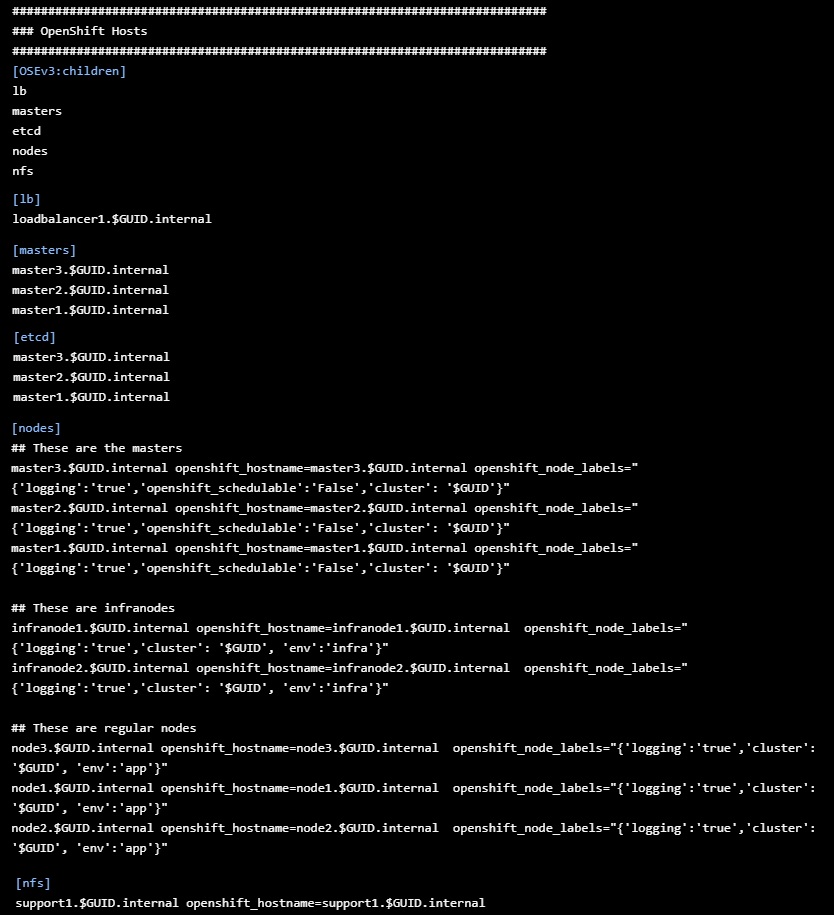 ###########################################################################
### OpenShift Hosts
###########################################################################
[OSEv3:children]
lb
masters
etcd
nodes
nfs
[lb]
loadbalancer1.$GUID.internal
[masters]
master3.$GUID.internal
master2.$GUID.internal
master1.$GUID.internal
[etcd]
master3.$GUID.internal
master2.$GUID.internal
master1.$GUID.internal
[nodes]
## These are the masters
master3.$GUID.internal openshift_hostname=master3.$GUID.internal openshift_node_labels="
{'logging':'true','openshift_schedulable':'False','cluster': '$GUID'}"
master2.$GUID.internal openshift_hostname=master2.$GUID.internal openshift_node_labels="
{'logging':'true','openshift_schedulable':'False','cluster': '$GUID'}"
master1.$GUID.internal openshift_hostname=master1.$GUID.internal openshift_node_labels="
{'logging':'true','openshift_schedulable':'False','cluster': '$GUID'}"
## These are infranodes
infranode1.$GUID.internal openshift_hostname=infranode1.$GUID.internal  openshift_node_labels="
{'logging':'true','cluster': '$GUID', 'env':'infra'}"
infranode2.$GUID.internal openshift_hostname=infranode2.$GUID.internal  openshift_node_labels="
{'logging':'true','cluster': '$GUID', 'env':'infra'}"
## These are regular nodes
node3.$GUID.internal openshift_hostname=node3.$GUID.internal  openshift_node_labels="{'logging':'true','cluster':
'$GUID', 'env':'app'}"
node1.$GUID.internal openshift_hostname=node1.$GUID.internal  openshift_node_labels="{'logging':'true','cluster':
'$GUID', 'env':'app'}"
node2.$GUID.internal openshift_hostname=node2.$GUID.internal  openshift_node_labels="{'logging':'true','cluster':
'$GUID', 'env':'app'}"
[nfs]
support1.$GUID.internal openshift_hostname=support1.$GUID.internal